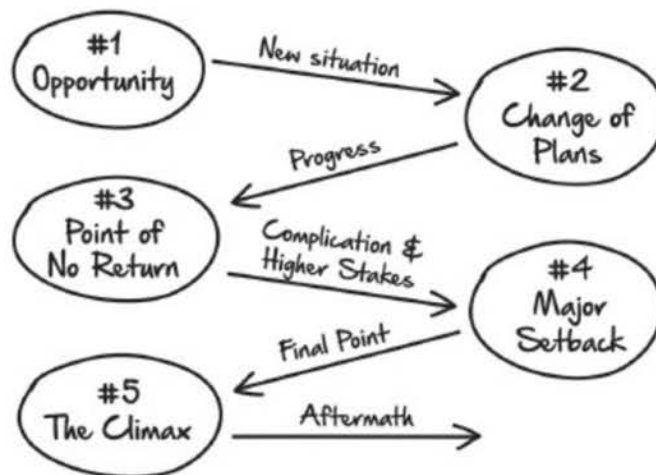 #1
Opportunity
New situation
#2
Change of
Plans
Progress
#3
Point of
No Return
Complication &
Higher Stakes
#4
Major
Setback
Final Point
#5
The Climax
Aftermath